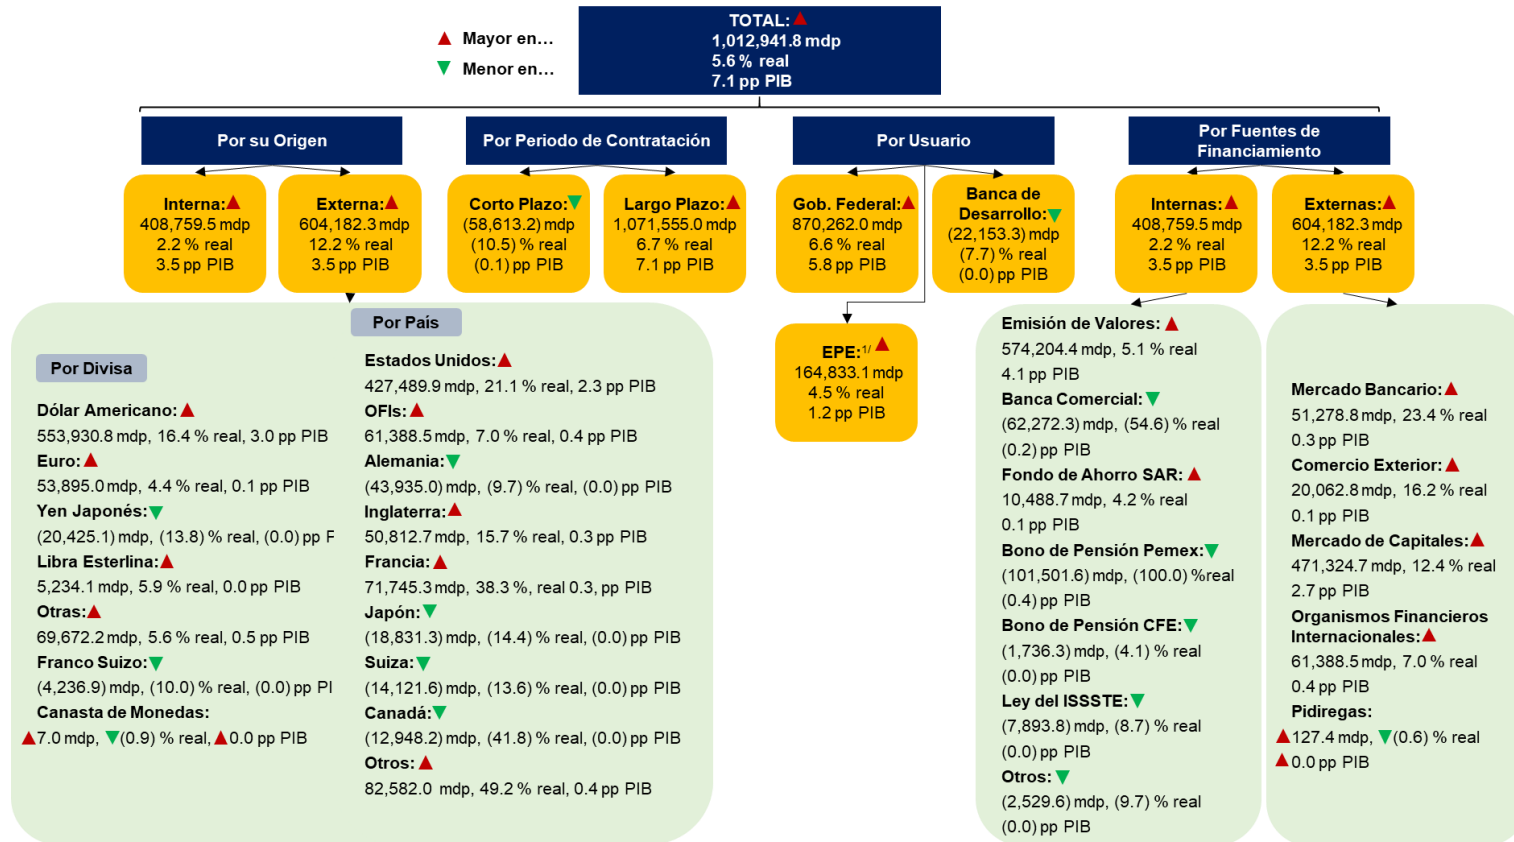 TOTAL:
1,012,941.8 mdp
5.6 % real
7.1 pp PIB
Mayor en…
Menor en…
Por su Origen
Por Periodo de Contratación
Por Usuario
Por Fuentes de
Financiamiento
Interna:
408,759.5 mdp
2.2 % real
3.5 pp PIB
Externa:
604,182.3 mdp
12.2 % real
3.5 pp PIB
Corto Plazo:
(58,613.2) mdp
(10.5) % real
(0.1) pp PIB
Largo Plazo:
1,071,555.0 mdp
6.7 % real
7.1 pp PIB
Gob. Federal:
870,262.0 mdp
6.6 % real
5.8 pp PIB
Banca de
Desarrollo:
(22,153.3) mdp
(7.7) % real
(0.0) pp PIB
Internas:
408,759.5 mdp
2.2 % real
3.5 pp PIB
Externas:
604,182.3 mdp
12.2 % real
3.5 pp PIB
Por Divisa
Dólar Americano:
553,930.8 mdp, 16.4 % real, 3.0 pp PIB
Euro:
53,895.0 mdp, 4.4 % real, 0.1 pp PIB
Yen Japonés:
(20,425.1) mdp, (13.8) % real, (0.0) pp P
Libra Esterlina:
5,234.1 mdp, 5.9 % real, 0.0 pp PIB
Otras:
69,672.2 mdp, 5.6 % real, 0.5 pp PIB
Franco Suizo:
(4,236.9) mdp, (10.0) % real, (0.0) pp PI
Canasta de Monedas:
7.0 mdp, (0.9) % real, 0.0 pp PIB
Por País
Estados Unidos:
427,489.9 mdp, 21.1 % real, 2.3 pp PIB
OFIs:
61,388.5 mdp, 7.0 % real, 0.4 pp PIB
Alemania:
(43,935.0) mdp, (9.7) % real, (0.0) pp PIB
Inglaterra:
50,812.7 mdp, 15.7 % real, 0.3 pp PIB
Francia:
71,745.3 mdp, 38.3 %, real 0.3, pp PIB
Japón:
(18,831.3) mdp, (14.4) % real, (0.0) pp PIB
Suiza:
(14,121.6) mdp, (13.6) % real, (0.0) pp PIB
Canadá:
(12,948.2) mdp, (41.8) % real, (0.0) pp PIB
Otros:
82,582.0 mdp, 49.2 % real, 0.4 pp PIB
EPE:1/
164,833.1 mdp
4.5 % real
1.2 pp PIB
Emisión de Valores:
574,204.4 mdp, 5.1 % real
4.1 pp PIB
Banca Comercial:
(62,272.3) mdp, (54.6) % real
(0.2) pp PIB
Fondo de Ahorro SAR:
10,488.7 mdp, 4.2 % real
0.1 pp PIB
Bono de Pensión Pemex:
(101,501.6) mdp, (100.0) %real
(0.4) pp PIB
Bono de Pensión CFE:
(1,736.3) mdp, (4.1) % real
(0.0) pp PIB
Ley del ISSSTE:
(7,893.8) mdp, (8.7) % real
(0.0) pp PIB
Otros:
(2,529.6) mdp, (9.7) % real
(0.0) pp PIB
Mercado Bancario:
51,278.8 mdp, 23.4 % real
0.3 pp PIB
Comercio Exterior:
20,062.8 mdp, 16.2 % real
0.1 pp PIB
Mercado de Capitales:
471,324.7 mdp, 12.4 % real
2.7 pp PIB
Organismos Financieros
Internacionales:
61,388.5 mdp, 7.0 % real
0.4 pp PIB
Pidiregas:
127.4 mdp, (0.6) % real
0.0 pp PIB